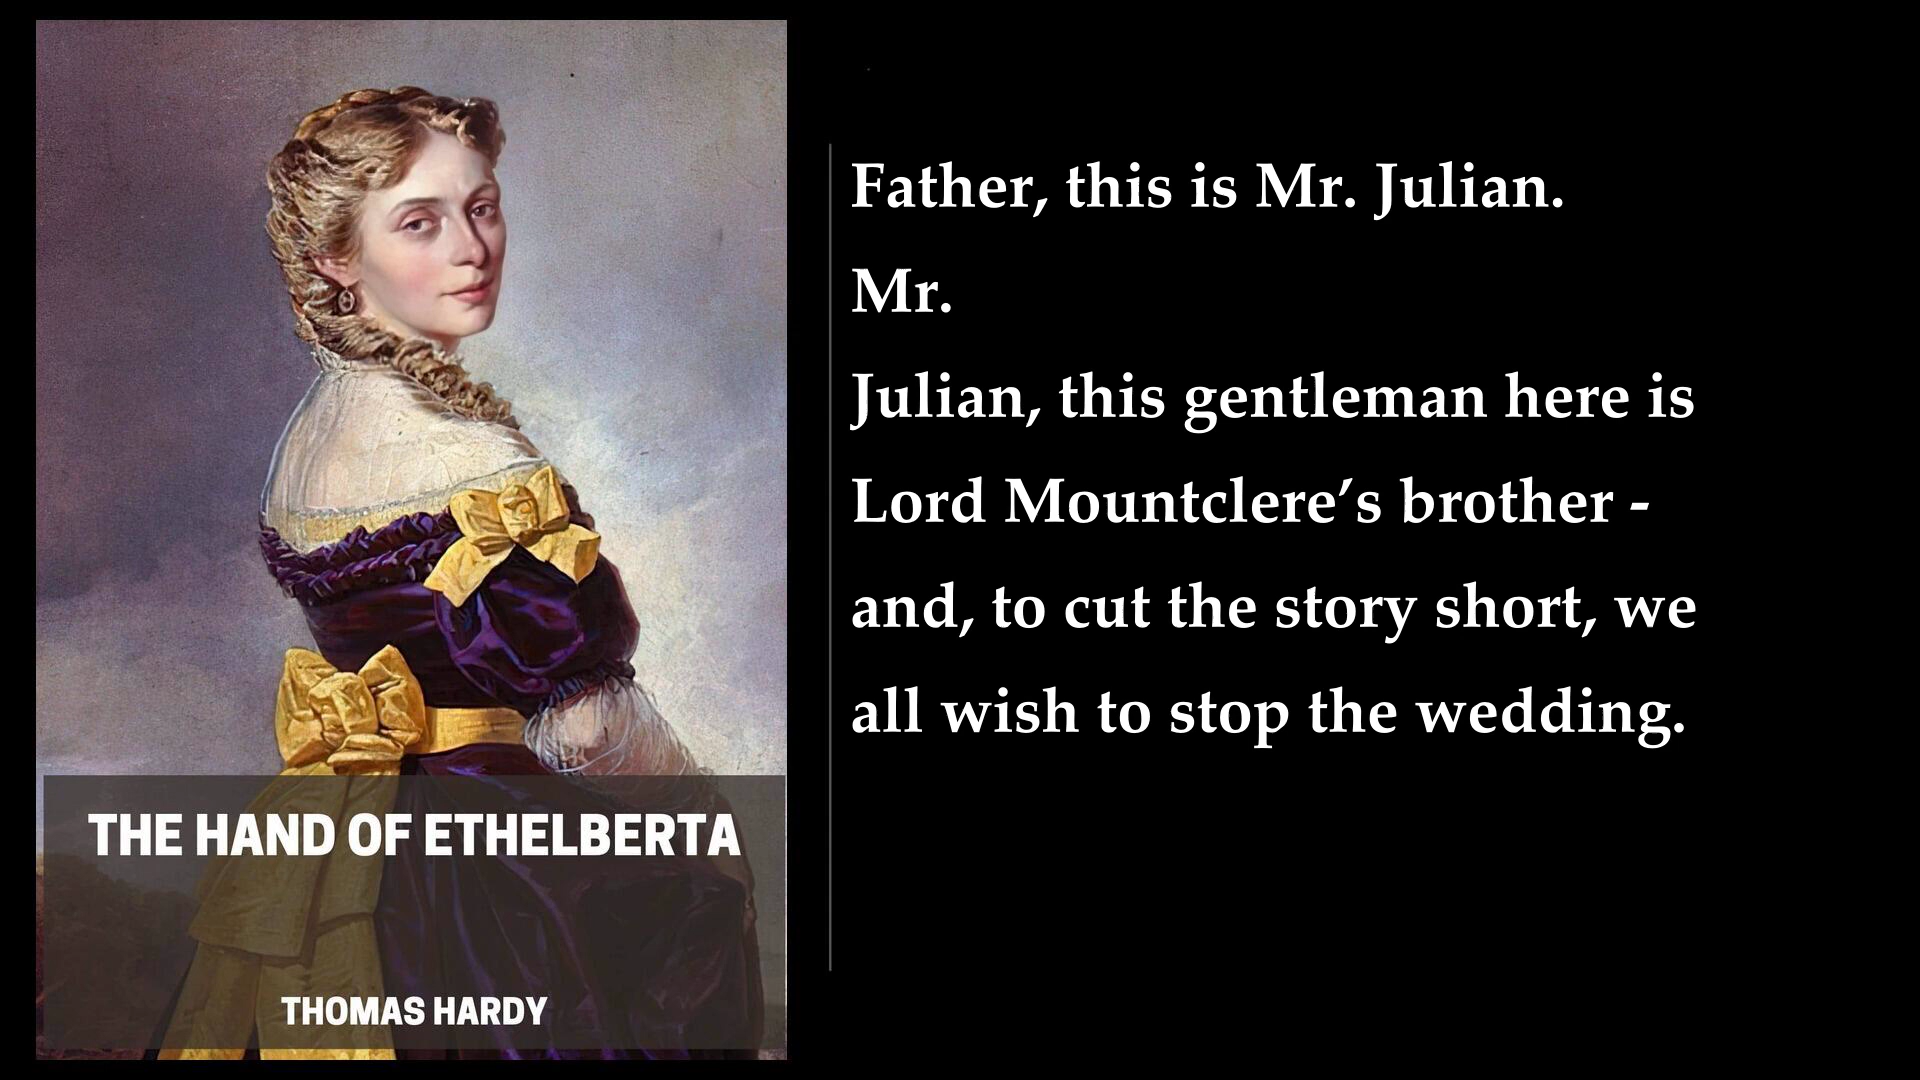 THE HAND OF ETHELBERTA
THOMAS HARDY
Father, this is Mr. Julian.
Mr.
Julian, this gentleman here is
Lord Mountclere’s brother -
and, to cut the story short, we
all wish to stop the wedding.